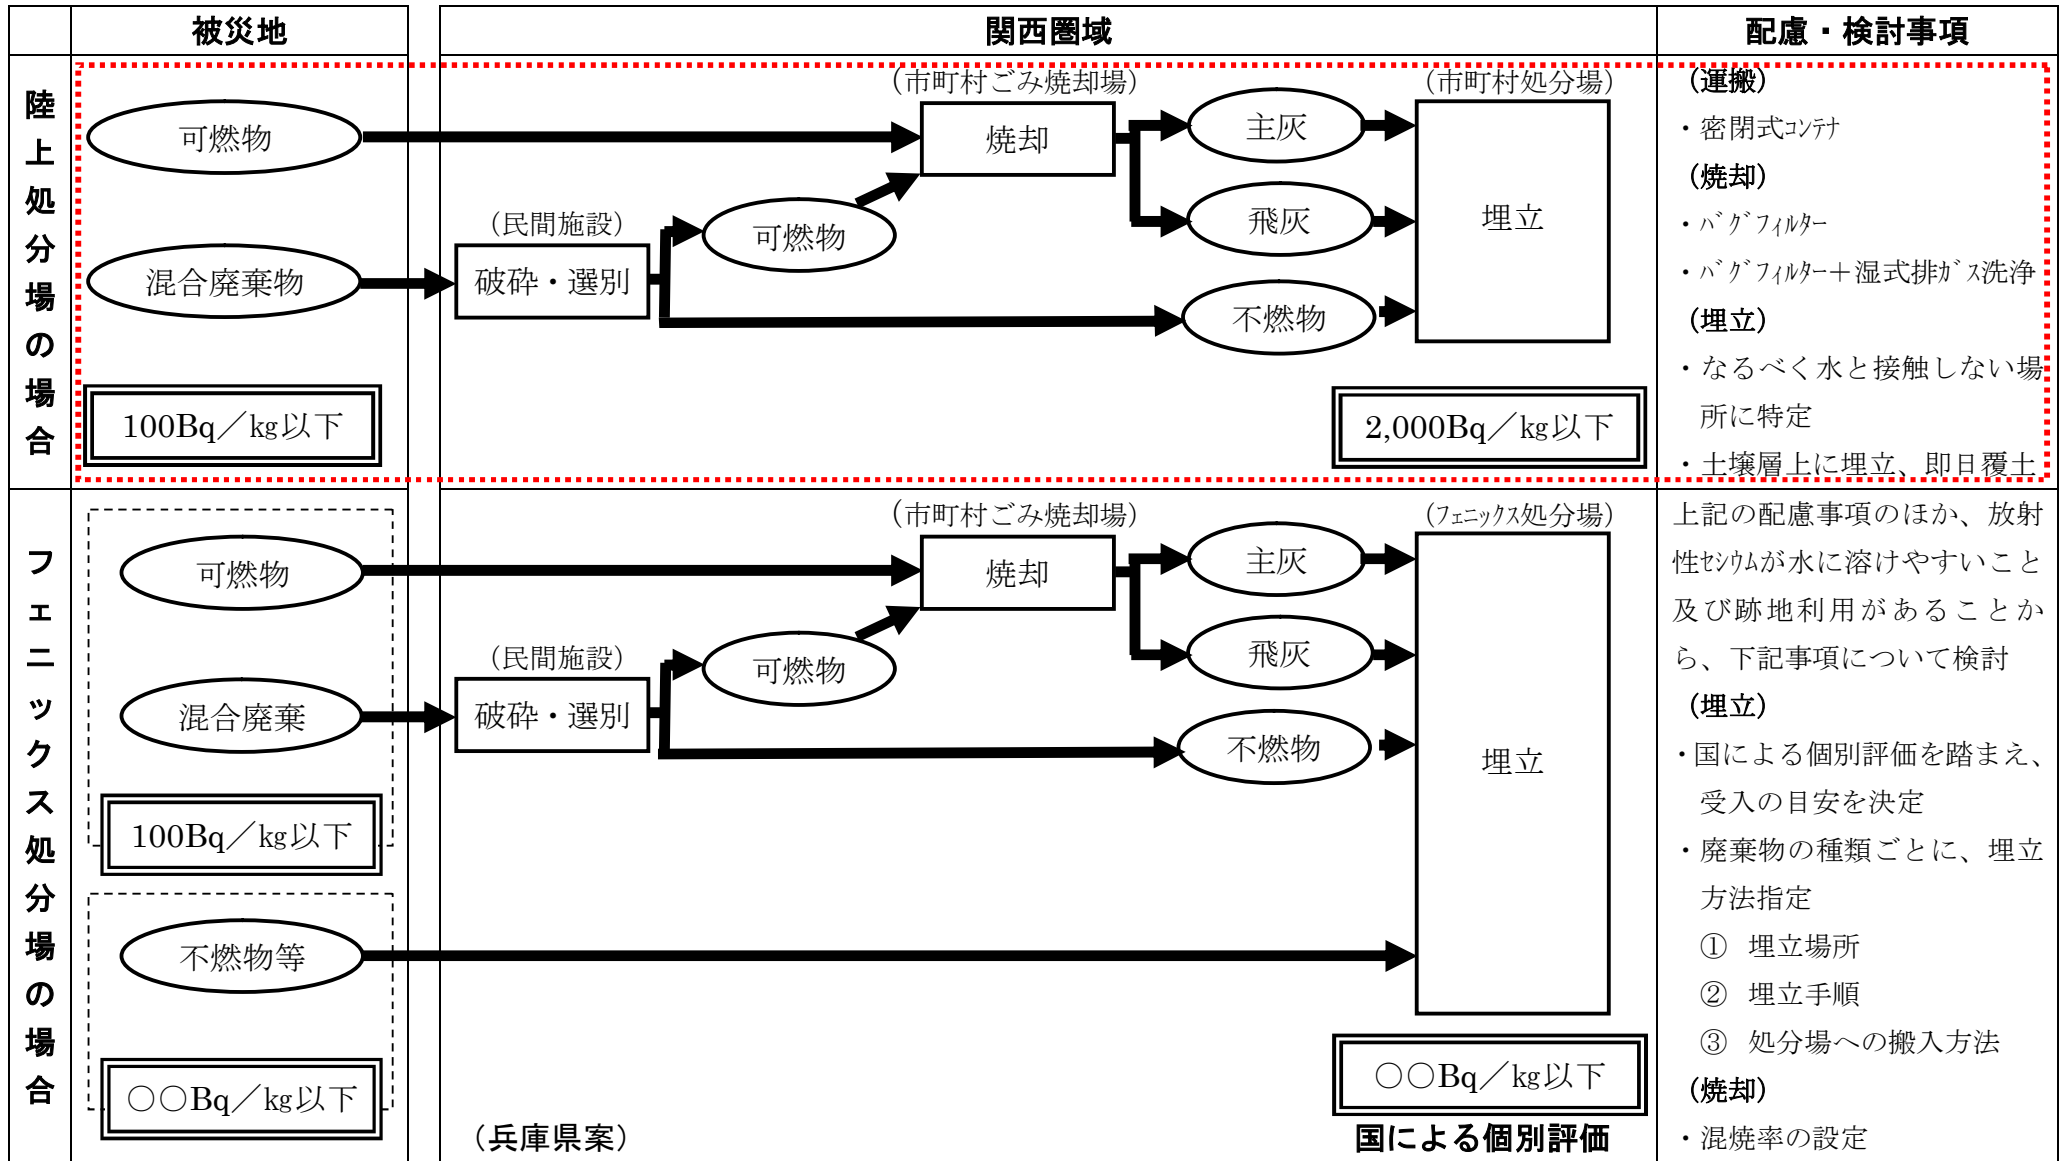 被災地
関西圏域
配慮・検討事項
陸上処分場の場合
(市町村ごみ焼却場)
(市町村処分場)
可燃物
焼却
主灰
飛灰
埋立
(民間施設)
可燃物
混合廃棄物
破砕・選別
不燃物
100Bq/㎏以下
2,000Bq/㎏以下
(運搬)
・密閉式ｺﾝﾃﾅ
(焼却)
・ﾊﾞｸﾞﾌｨﾙﾀｰ
・ﾊﾞｸﾞﾌｨﾙﾀｰ＋湿式排ｶﾞｽ洗浄
(埋立)
・なるべく水と接触しない場
所に特定
・土壌層上に埋立、即日覆土
フェニックス処分場の場合
(市町村ごみ焼却場)
(ﾌｪﾆｯｸｽ処分場)
可燃物
焼却
主灰
飛灰
(民間施設)
可燃物
混合廃棄
破砕・選別
不燃物
埋立
100Bq/㎏以下
不燃物等
○○Bq/㎏以下
○○Bq/㎏以下
(兵庫県案)
国による個別評価
上記の配慮事項のほか、放射
性ｾｼｳﾑが水に溶けやすいこと
及び跡地利用があることか
ら、下記事項について検討
(埋立)
・国による個別評価を踏まえ、
受入の目安を決定
・廃棄物の種類ごとに、埋立
方法指定
① 埋立場所
② 埋立手順
③ 処分場への搬入方法
(焼却)
・混焼率の設定